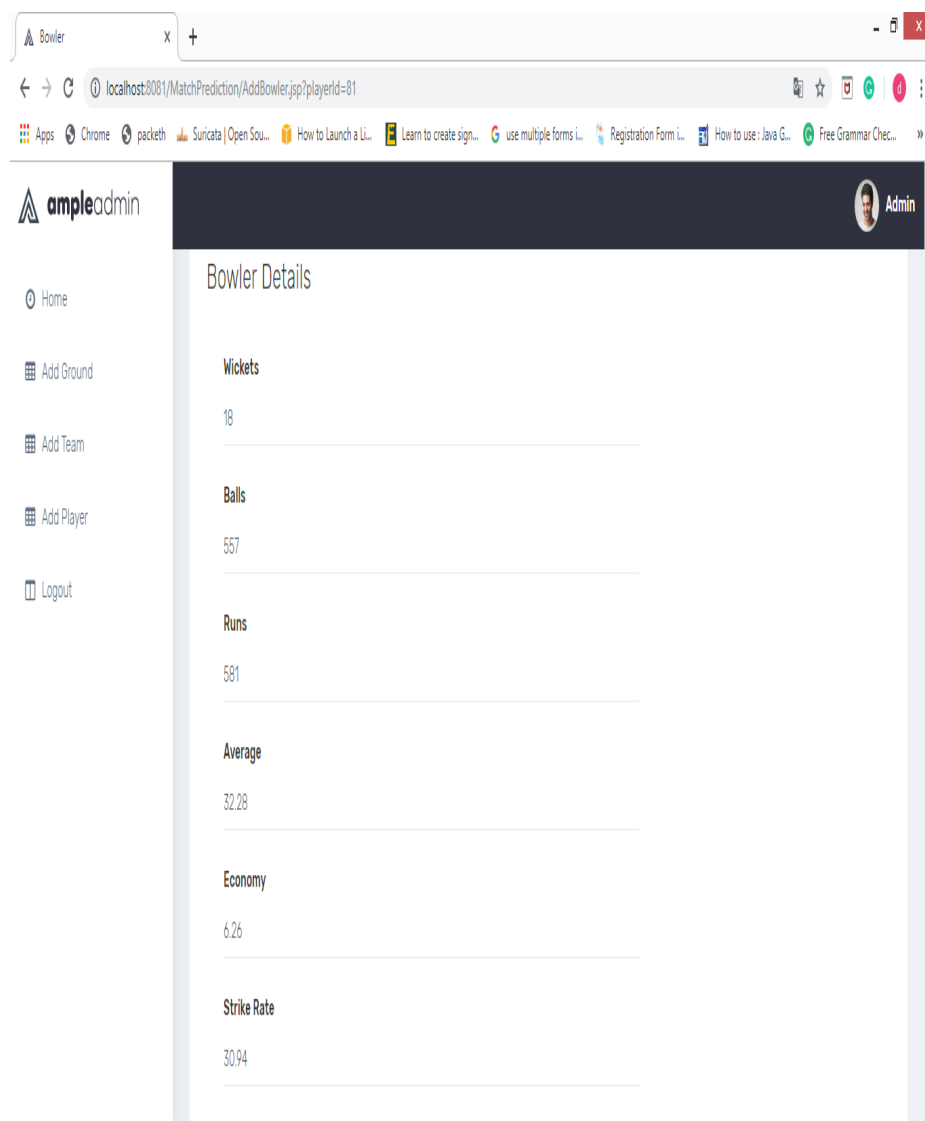 Bowler
localhost:8081/MatchPrediction/AddBowler.jsp?playerId=81
Apps Chrome packeth Suricata | Open Sou... How to Launch a Li... Learn to create sign... use multiple forms i... Registration Form i... How to use : Java G... Free Grammar Chec... »
ampleadmin
Admin
Bowler Details
Home
Wickets
Add Ground
18
Add Team
Balls
Add Player
557
Logout
Runs
581
Average
32.28
Economy
6.26
Strike Rate
30.94